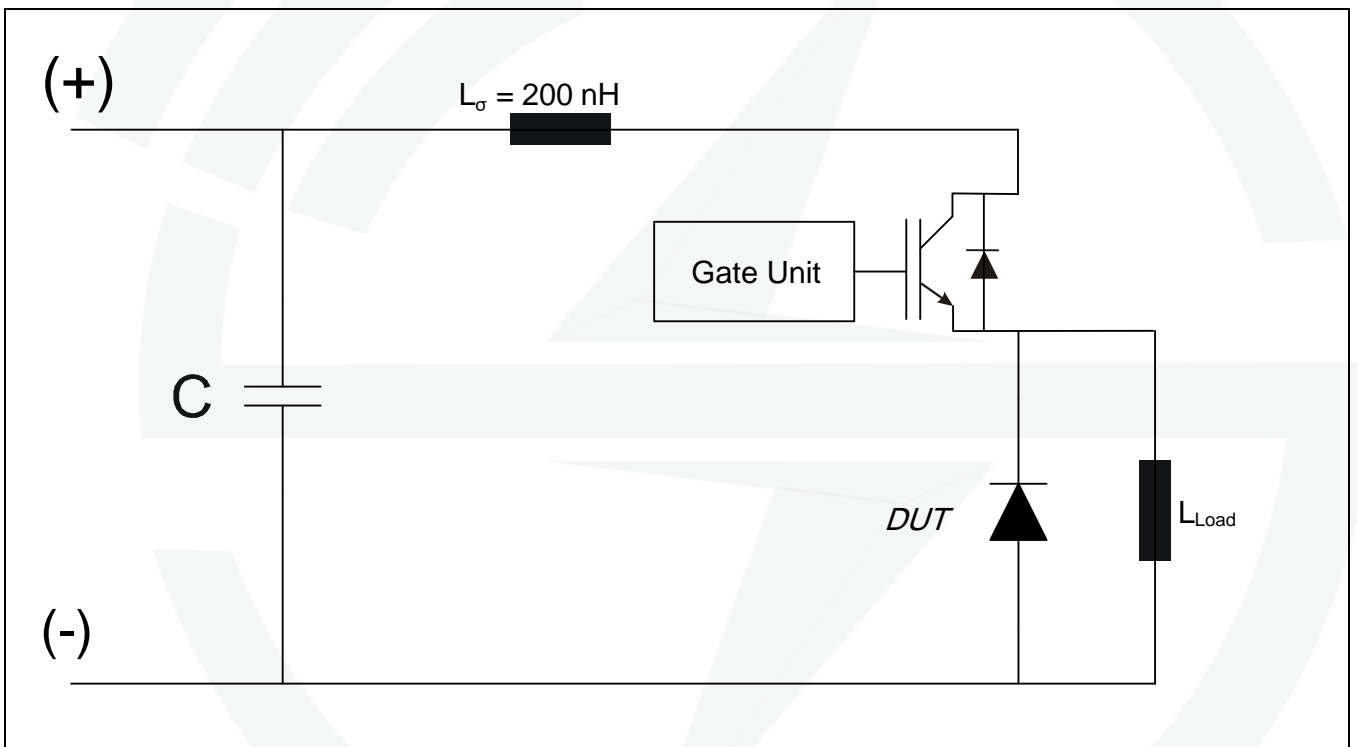 (+)
Lσ = 200 nH
Gate Unit
C
DUT
LLoad
(-)